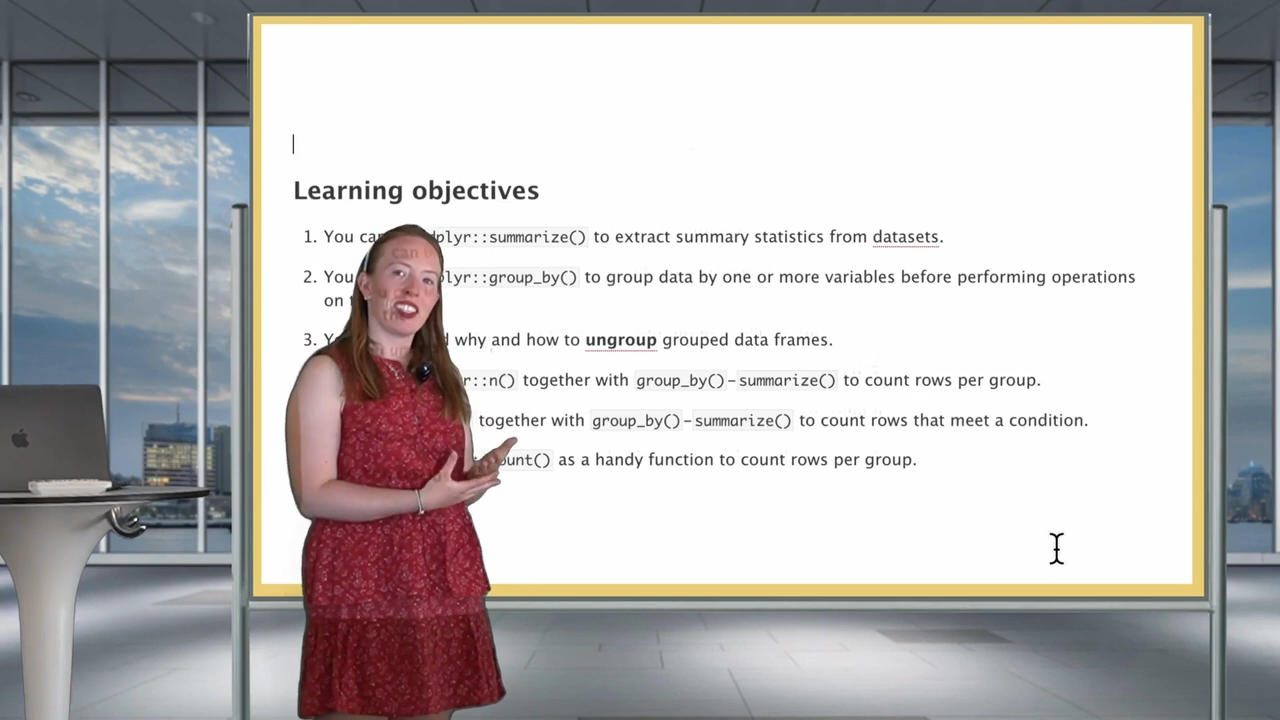 Learning objectives
1. You can dplyr::summarize() to extract summary statistics from datasets.
2. You plyr::group_by() to group data by one or more variables before performing operations
on
3. why and how to ungroup grouped data frames.
r::n() together with group_by()-summarize() to count rows per group.
together with group_by()-summarize() to count rows that meet a condition.
ount() as a handy function to count rows per group.